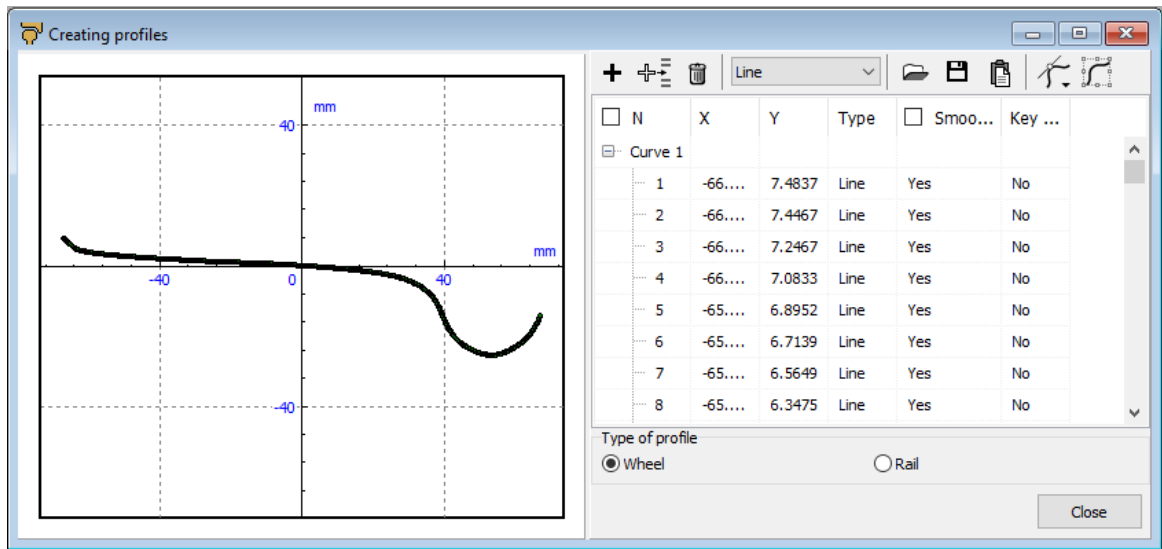 Creating profiles
mm
40
mm
-40
0
40
-40
Line
N X Y Type Smoo... Key ...
Curve 1
1 -66.... 7.4837 Line Yes No
2 -66.... 7.4467 Line Yes No
3 -66.... 7.2467 Line Yes No
4 -66.... 7.0833 Line Yes No
5 -65.... 6.8952 Line Yes No
6 -65.... 6.7139 Line Yes No
7 -65.... 6.5649 Line Yes No
8 -65.... 6.3475 Line Yes No
Type of profile
Wheel Rail
Close